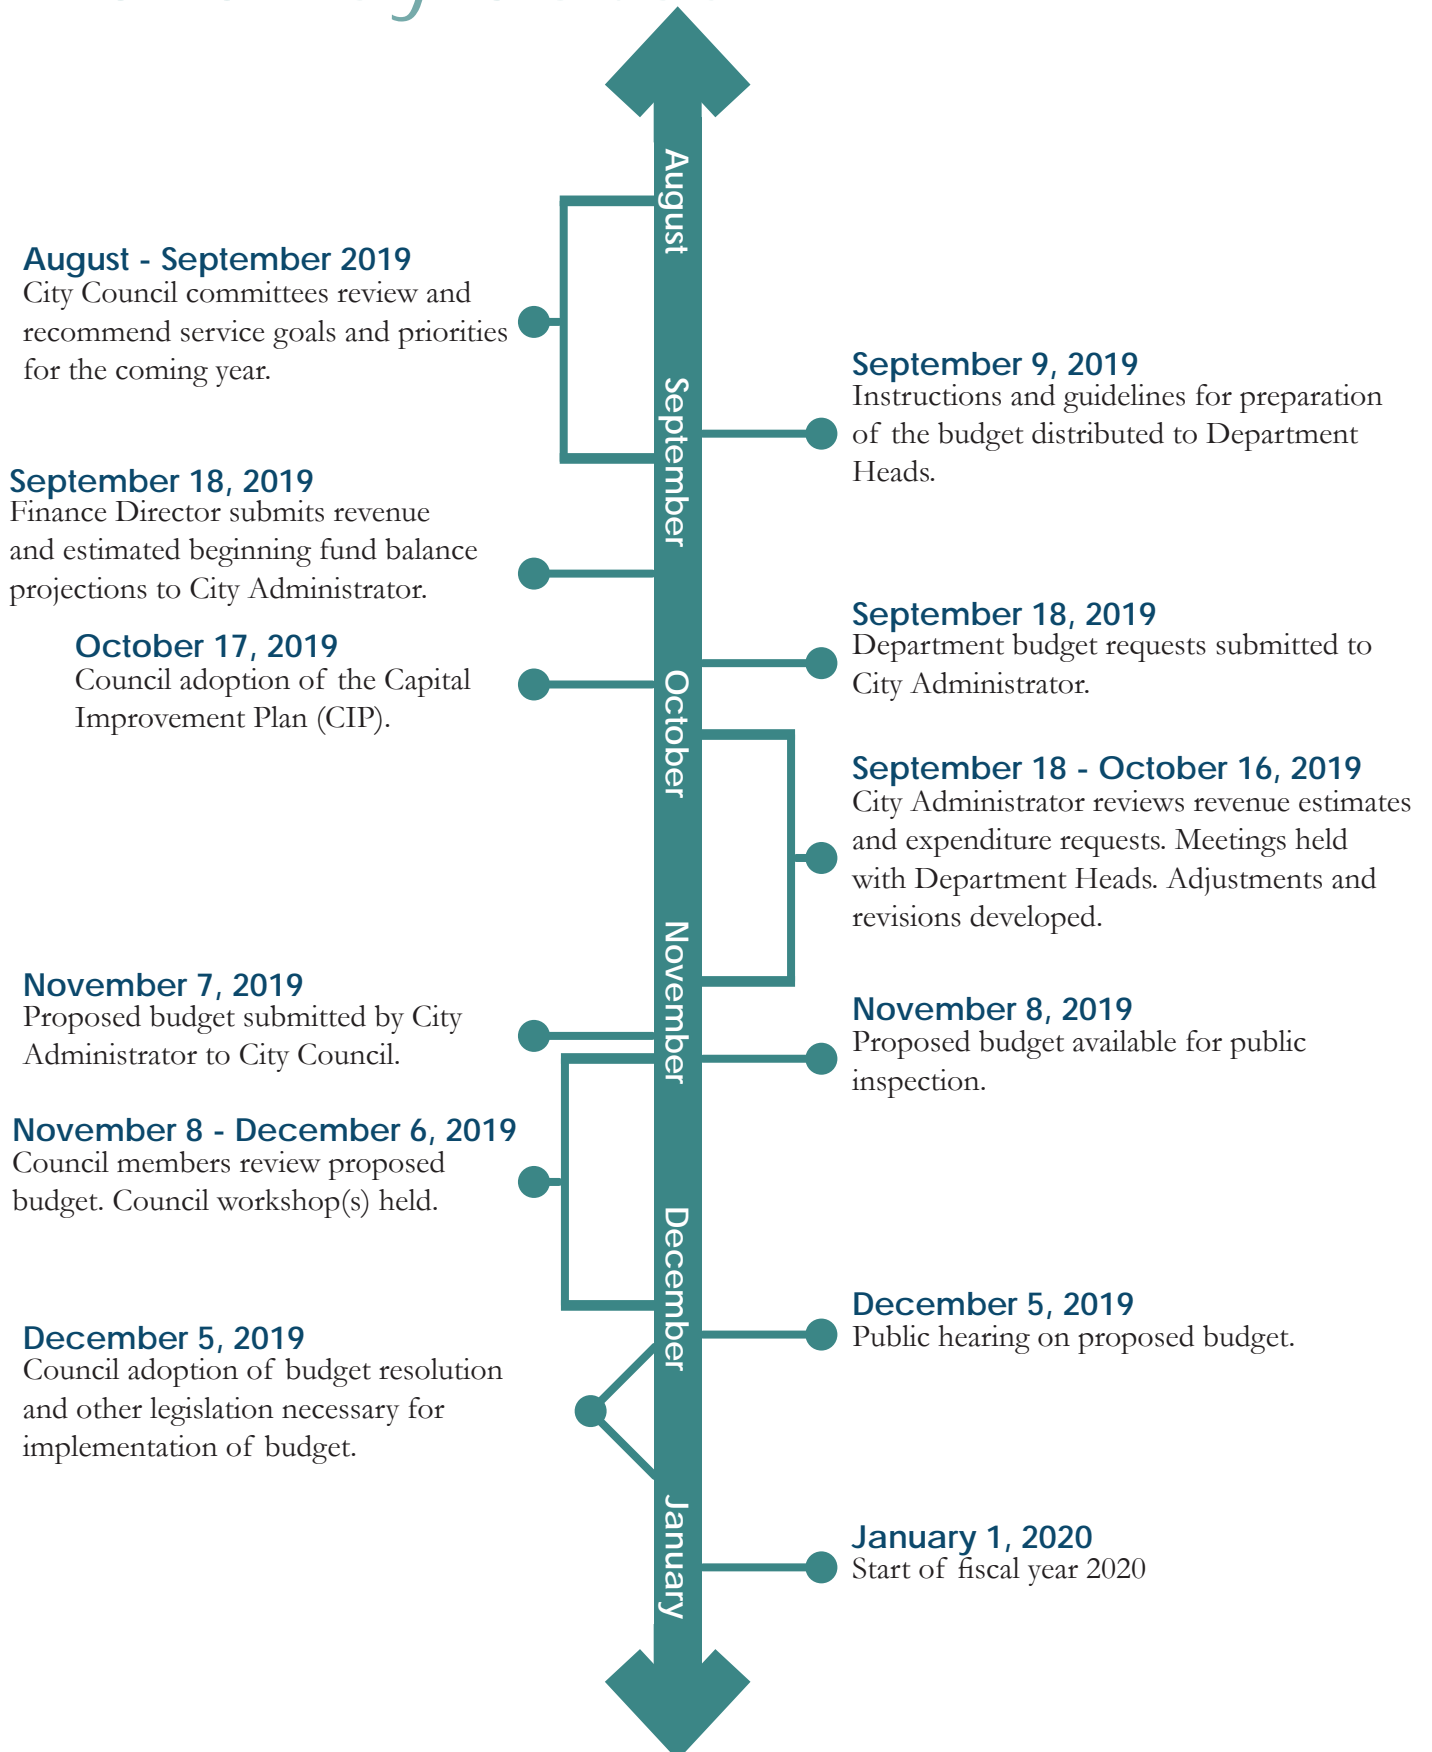 August
August - September 2019
City Council committees review and
recommend service goals and priorities
for the coming year.
September 9, 2019
Instructions and guidelines for preparation
of the budget distributed to Department
Heads.
September
September 18, 2019
Finance Director submits revenue
and estimated beginning fund balance
projections to City Administrator.
September 18, 2019
Department budget requests submitted to
City Administrator.
October 17, 2019
Council adoption of the Capital
Improvement Plan (CIP).
October
September 18 - October 16, 2019
City Administrator reviews revenue estimates
and expenditure requests. Meetings held
with Department Heads. Adjustments and
revisions developed.
November
November 7, 2019
Proposed budget submitted by City
Administrator to City Council.
November 8, 2019
Proposed budget available for public
inspection.
November 8 - December 6, 2019
Council members review proposed
budget. Council workshop(s) held.
December
December 5, 2019
Public hearing on proposed budget.
December 5, 2019
Council adoption of budget resolution
and other legislation necessary for
implementation of budget.
January
January 1, 2020
Start of fiscal year 2020